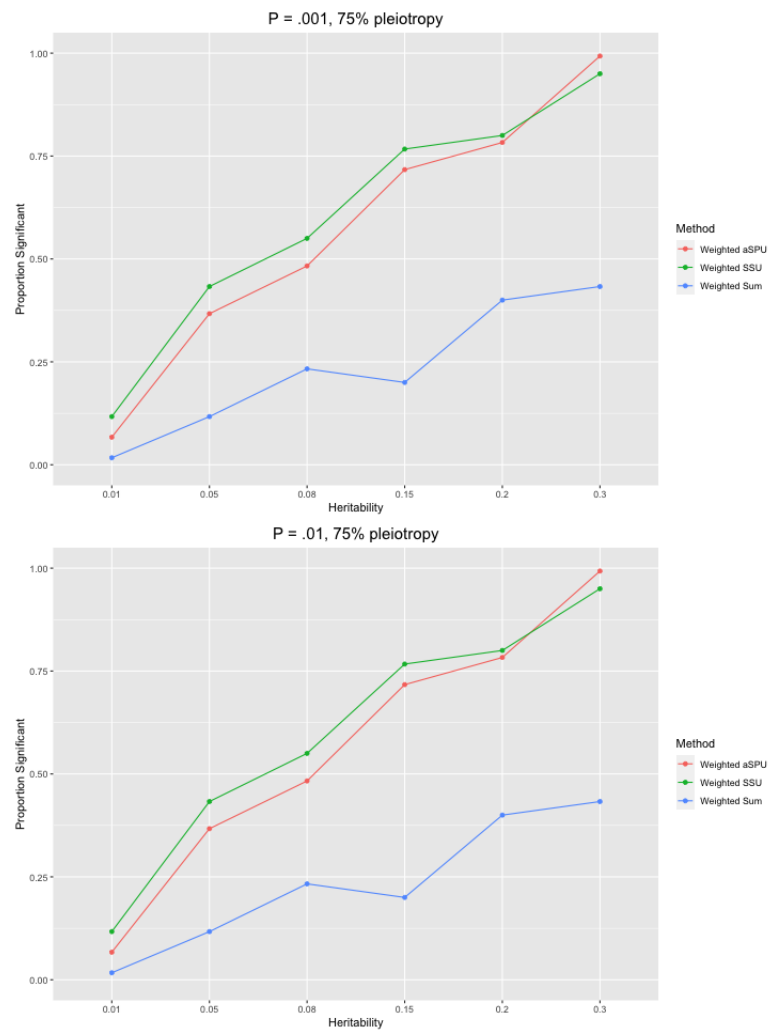 P = .001, 75% pleiotropy
1.00
0.75
0.50
0.25
0.00
Proportion Significant
0.01 0.05 0.08 0.15 0.2 0.3
Heritability
Method
Weighted aSPU
Weighted SSU
Weighted Sum
P = .01, 75% pleiotropy
1.00
0.75
0.50
0.25
0.00
Proportion Significant
0.01 0.05 0.08 0.15 0.2 0.3
Heritability
Method
Weighted aSPU
Weighted SSU
Weighted Sum